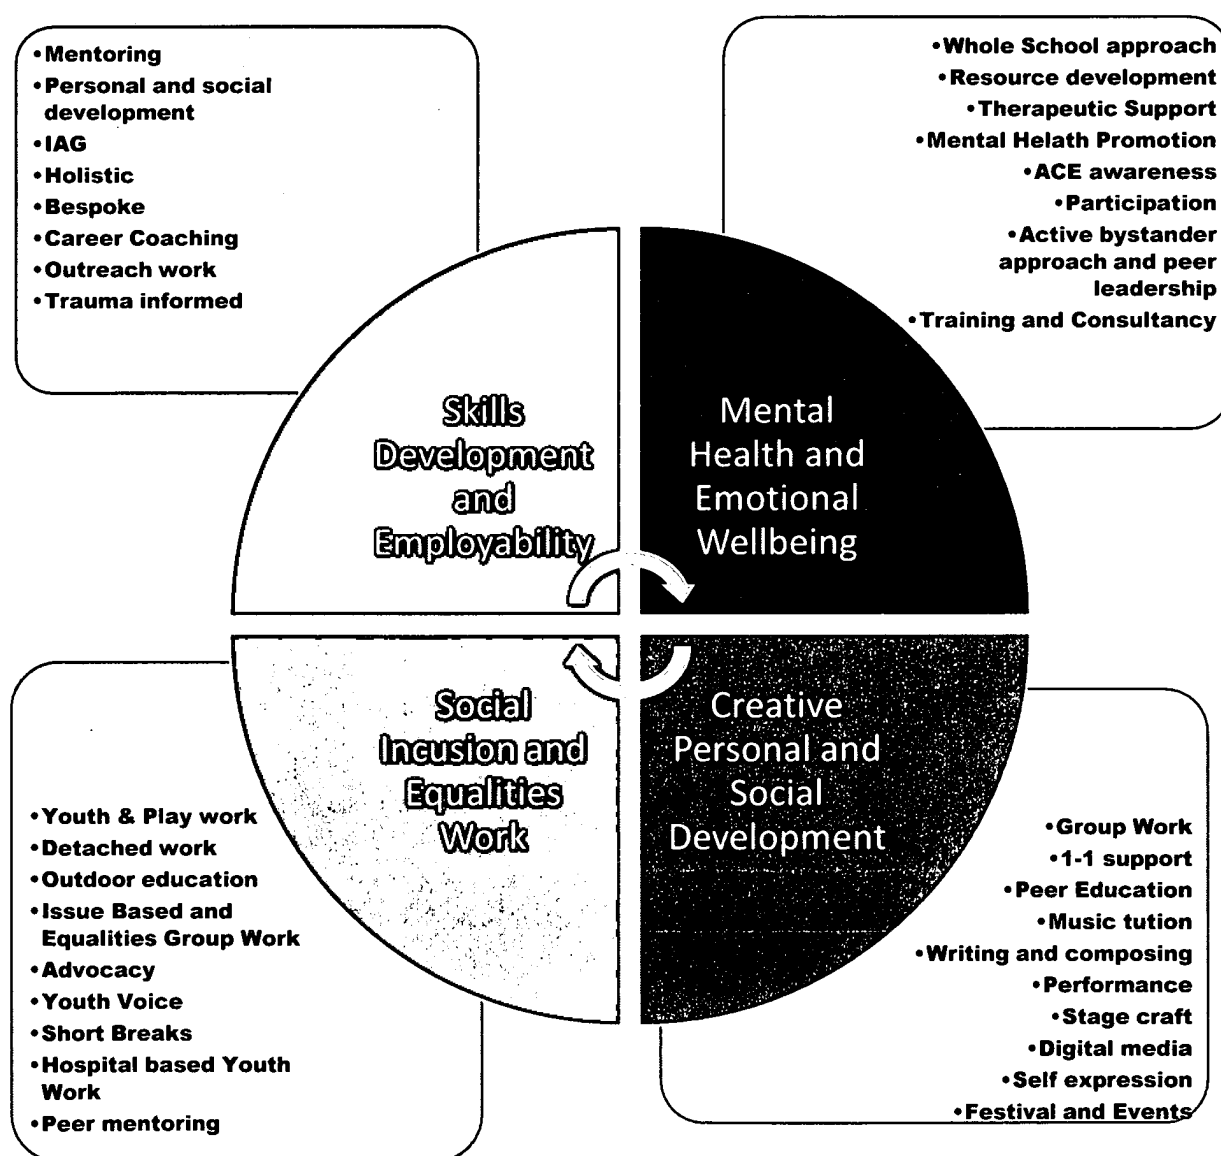 •Mentoring
•Personal and social
development
•IAG
•Holistic
•Bespoke
•Career Coaching
•Outreach work
•Trauma informed
•Whole School approach
•Resource development
•Therapeutic Support
•Mental Helath Promotion
•ACE awareness
•Participation
•Active bystander
approach and peer
leadership
•Training and Consultancy
Skills
Development
and
Employability
Mental
Health and
Emotional
Wellbeing
Social
Incusion and
Equalities
Work
Creative
Personal and
Social
Development
•Youth & Play work
•Detached work
•Outdoor education
•Issue Based and
Equalities Group Work
•Advocacy
•Youth Voice
•Short Breaks
•Hospital based Youth
Work
•Peer mentoring
•Group Work
•1-1 support
•Peer Education
•Music tution
•Writing and composing
•Performance
•Stage craft
•Digital media
•Self expression
•Festival and Events